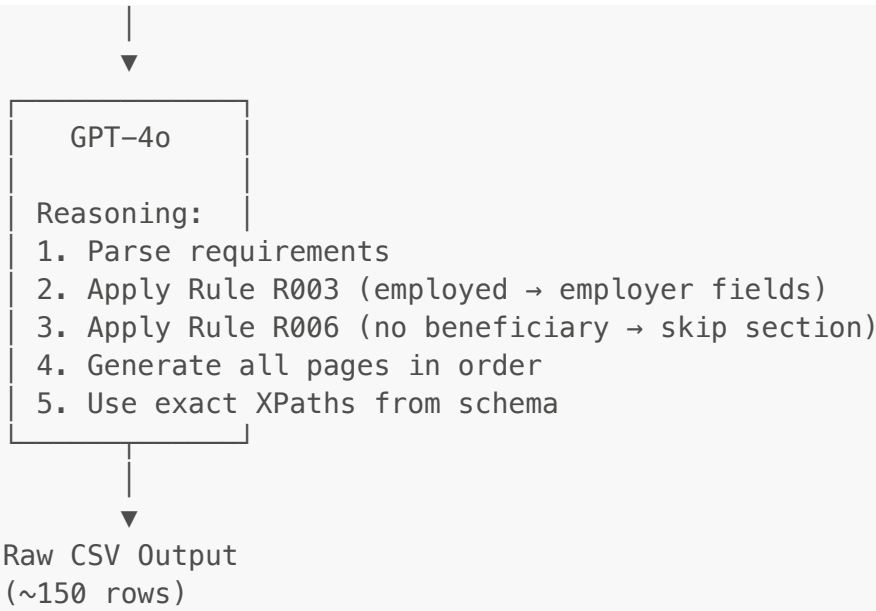 GPT-4o
Reasoning:
1. Parse requirements
2. Apply Rule R003 (employed → employer fields)
3. Apply Rule R006 (no beneficiary → skip section)
4. Generate all pages in order
5. Use exact XPaths from schema
Raw CSV Output
(~150 rows)